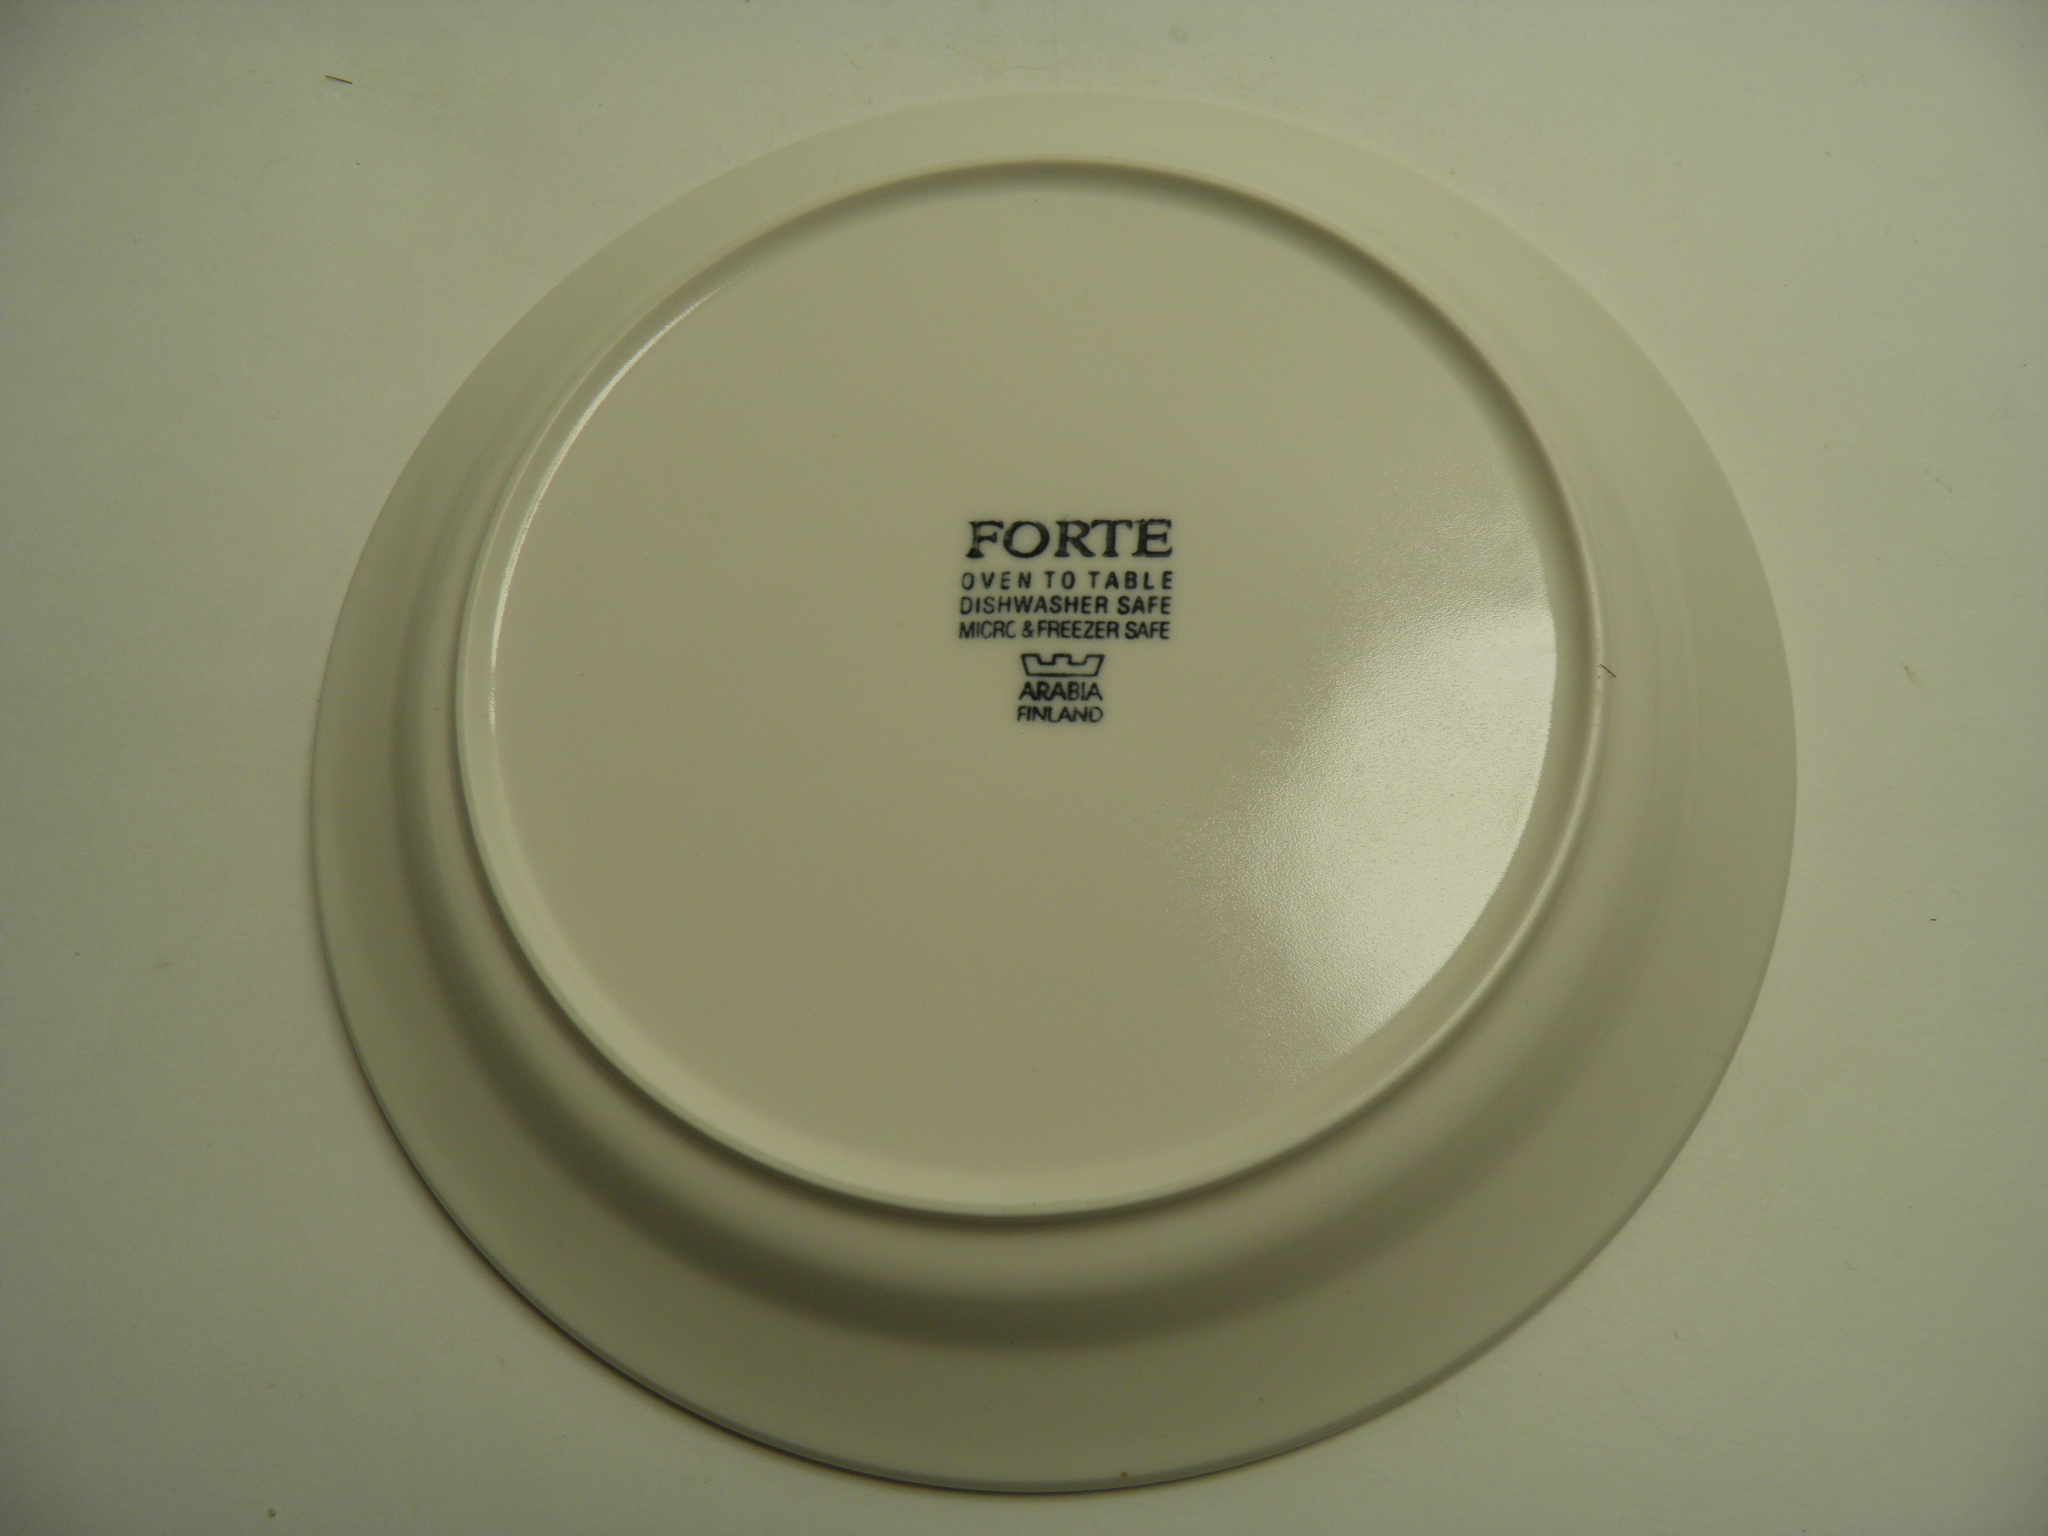 FORTE
OVEN TO TABLE
DISHWASHER SAFE
MICRC & FREEZER SAFE
ARABIA
FINLAND